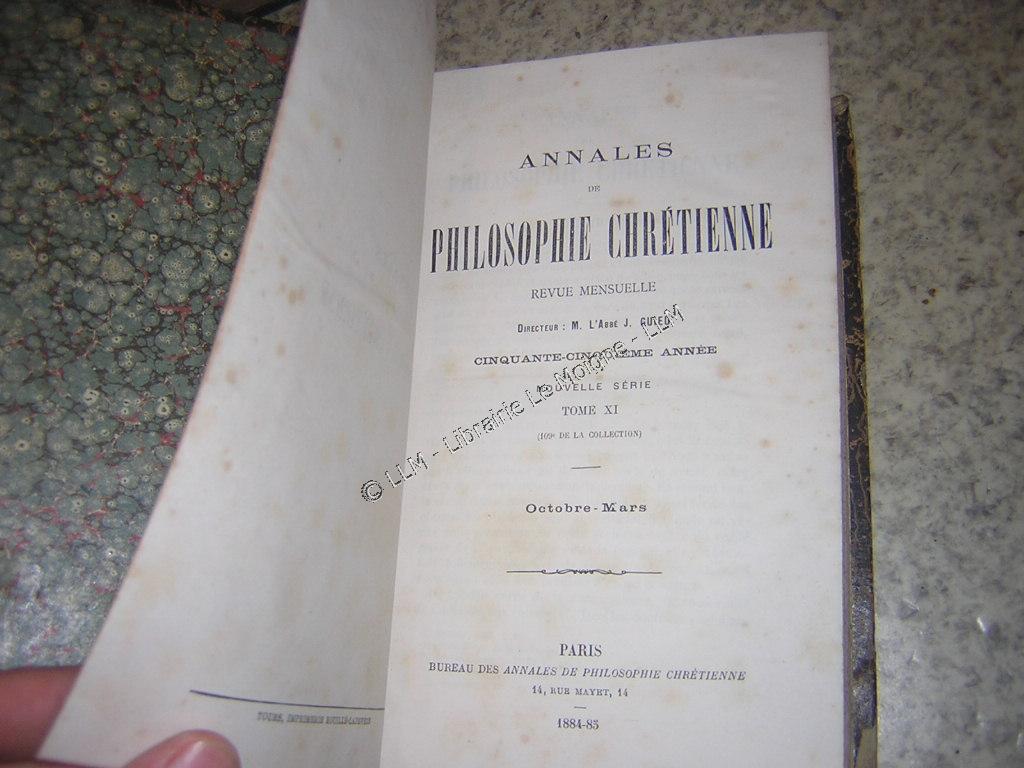 ANNALES
DE
PHILOSOPHIE CHRÉTIENNE
REVUE MENSUELLE
DIRECTEUR : M. L'ABBÉ J. GUIEU
CINQUANTE-CINQUIÈME ANNÉE
NOUVELLE SÉRIE
TOME XI
(109e DE LA COLLECTION)
Octobre - Mars
PARIS
BUREAU DES ANNALES DE PHILOSOPHIE CHRÉTIENNE
14, RUE MAYET, 14
1884-85
TOURS, IMPRIMERIE
© LLM - Librairie Le Moigne - LLM